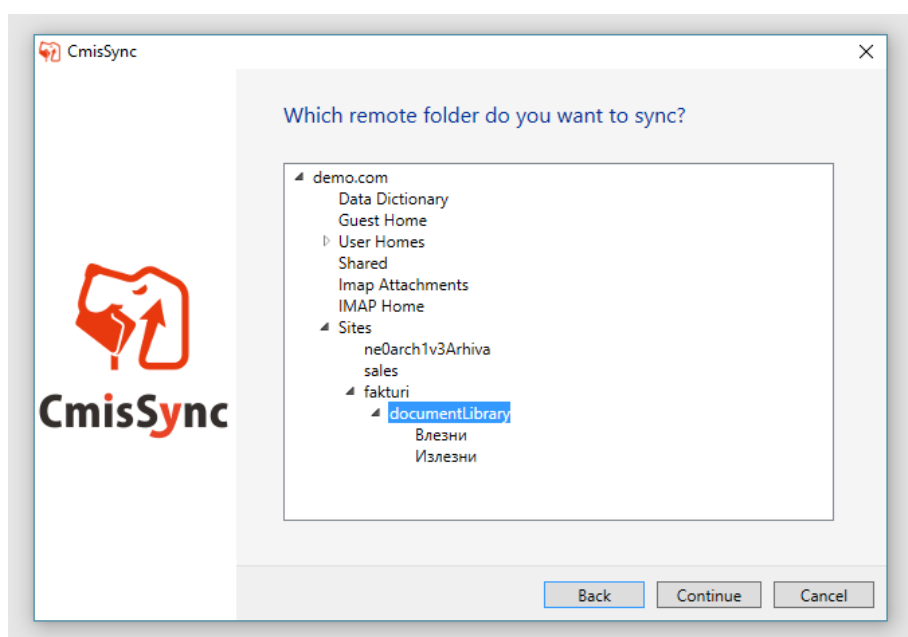 CmisSync
Which remote folder do you want to sync?
demo.com
Data Dictionary
Guest Home
User Homes
Shared
Imap Attachments
IMAP Home
Sites
ne0arch1v3Arhiva
sales
fakturi
documentLibrary
Влезни
Излезни
CmisSync
Back Continue Cancel